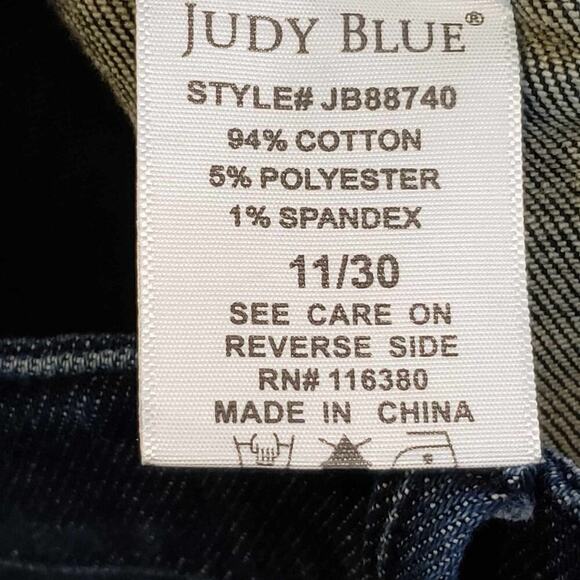 JUDY BLUE®
STYLE# JB88740
94% COTTON
5% POLYESTER
1% SPANDEX
11/30
SEE CARE ON
REVERSE SIDE
RN# 116380
MADE IN CHINA